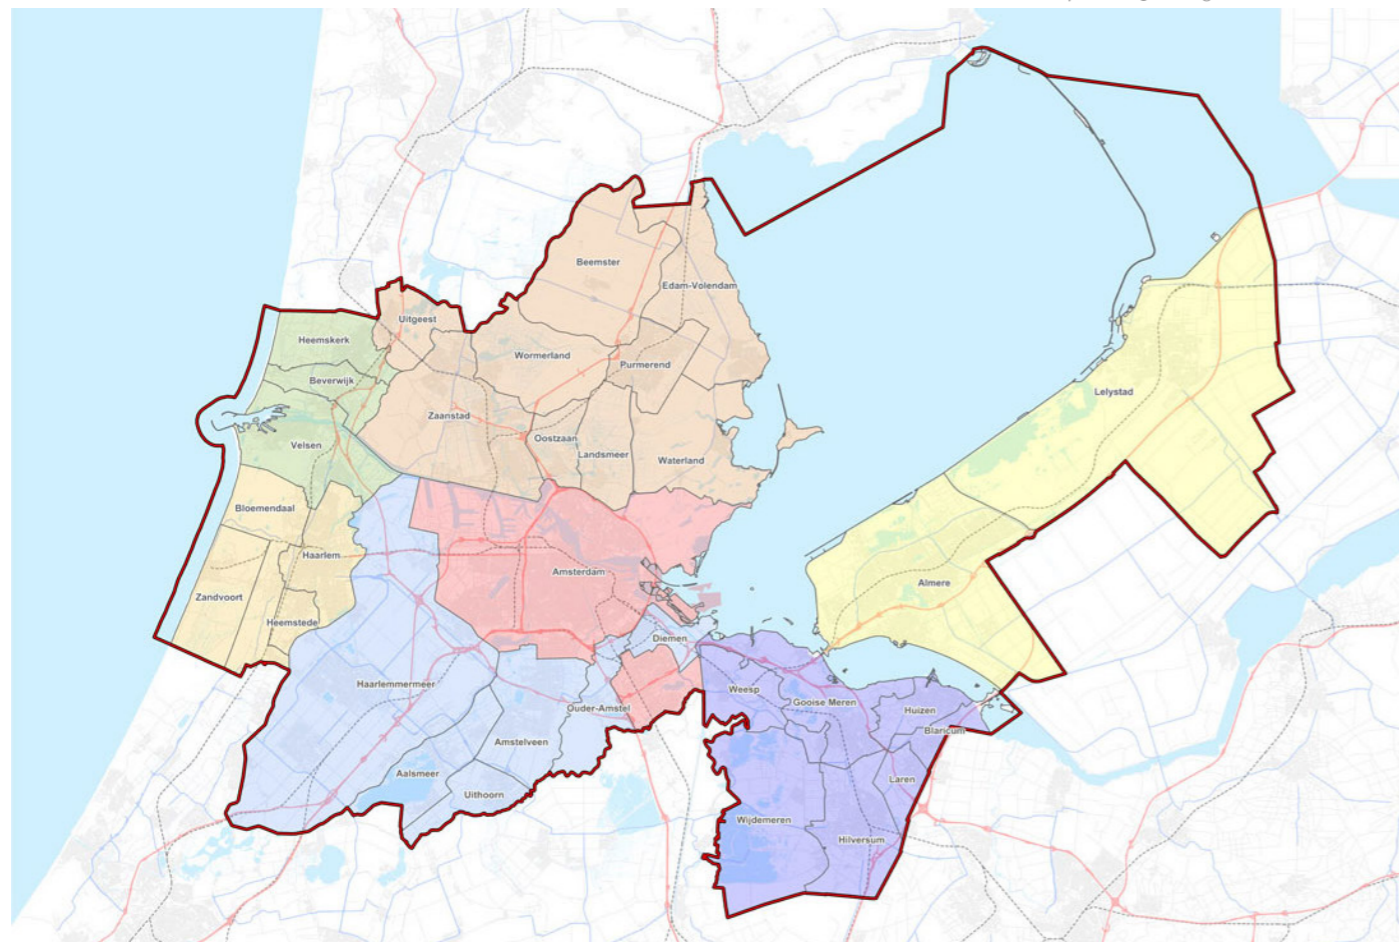 Beemster
Edam-Volendam
Uitgeest
Heemskerk
Wormerland
Purmerend
Beverwijk
Lelystad
Zaanstad
Oostzaan
Velsen
Landsmeer
Waterland
Bloemendaal
Haarlem
Amsterdam
Almere
Zandvoort
Heemstede
Diemen
Haarlemmermeer
Weesp
Gooise Meren
Ouder-Amstel
Huizen
Blaricum
Amstelveen
Aalsmeer
Laren
Uithoorn
Wijdemeren
Hilversum